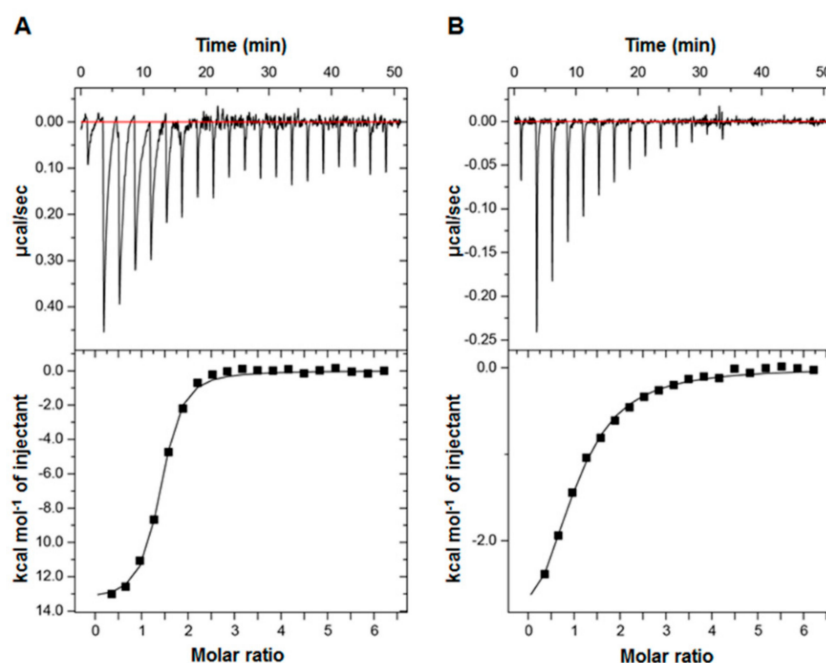 A
Time (min)
0 10 20 30 40 50
0.00
0.10
0.20
0.30
0.40
µcal/sec
0.0
-2.0
-4.0
-6.0
-8.0
10.0
12.0
14.0
kcal mol⁻¹ of injectant
0 1 2 3 4 5 6
Molar ratio
B
Time (min)
0 10 20 30 40 50
0.00
-0.05
-0.10
-0.15
-0.20
-0.25
µcal/sec
0.0
-2.0
kcal mol⁻¹ of injectant
0 1 2 3 4 5 6
Molar ratio